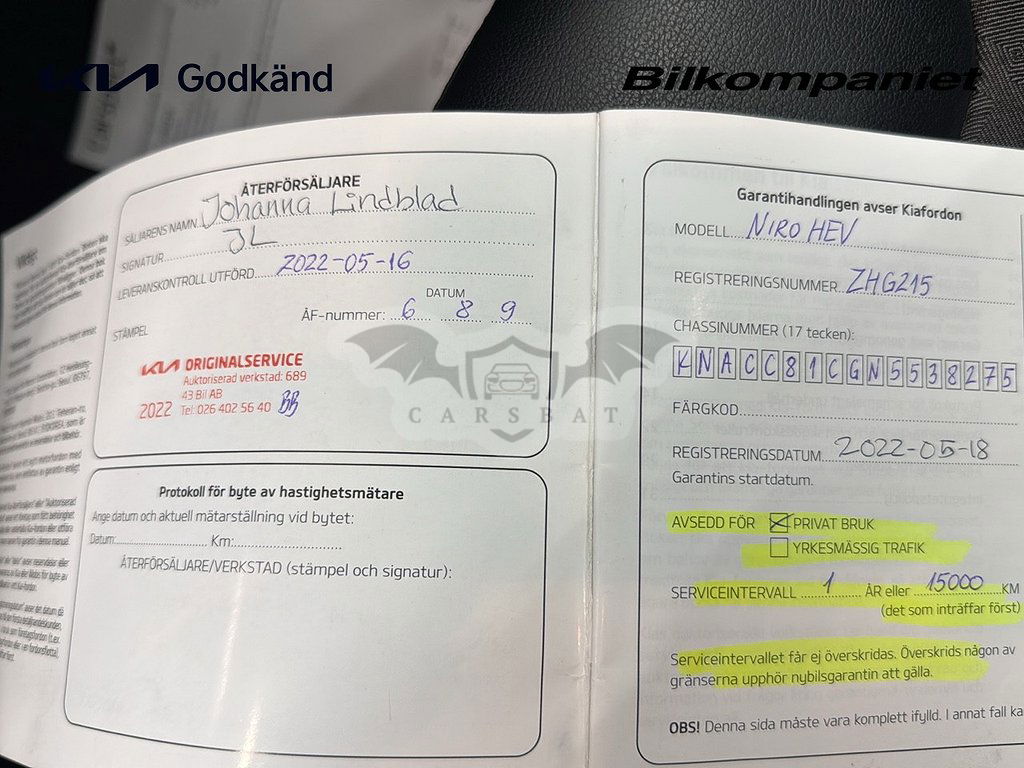 KIA Godkänd
Bilkompaniet
ÅTERFÖRSÄLJARE
SÄLJARENS NAMN Johanna Lindblad
SIGNATUR JL
LEVERANSKONTROLL UTFÖRD 2022-05-16
DATUM
ÅF-nummer: 6 8 9
STÄMPEL
KIA ORIGINALSERVICE
Auktoriserad verkstad: 689
43 Bil AB
2022 Tel: 026 402 56 40 BB
CARSBAT
Protokoll för byte av hastighetsmätare
Ange datum och aktuell mätarställning vid bytet:
Datum: Km:
ÅTERFÖRSÄLJARE/VERKSTAD (stämpel och signatur):
Garantihandlingen avser Kiafordon
MODELL NIRO HEV
REGISTRERINGSNUMMER ZHG215
CHASSINUMMER (17 tecken):
KNACC81CGN5538275
FÄRGKOD
REGISTRERINGSDATUM 2022-05-18
Garantins startdatum.
AVSEDD FÖR PRIVAT BRUK
YRKESMÄSSIG TRAFIK
SERVICEINTERVALL 1 ÅR eller 15000 KM
(det som inträffar först)
Serviceintervallet får ej överskridas. Överskrids någon av
gränserna upphör nybilsgarantin att gälla.
OBS! Denna sida måste vara komplett ifylld. I annat fall ka